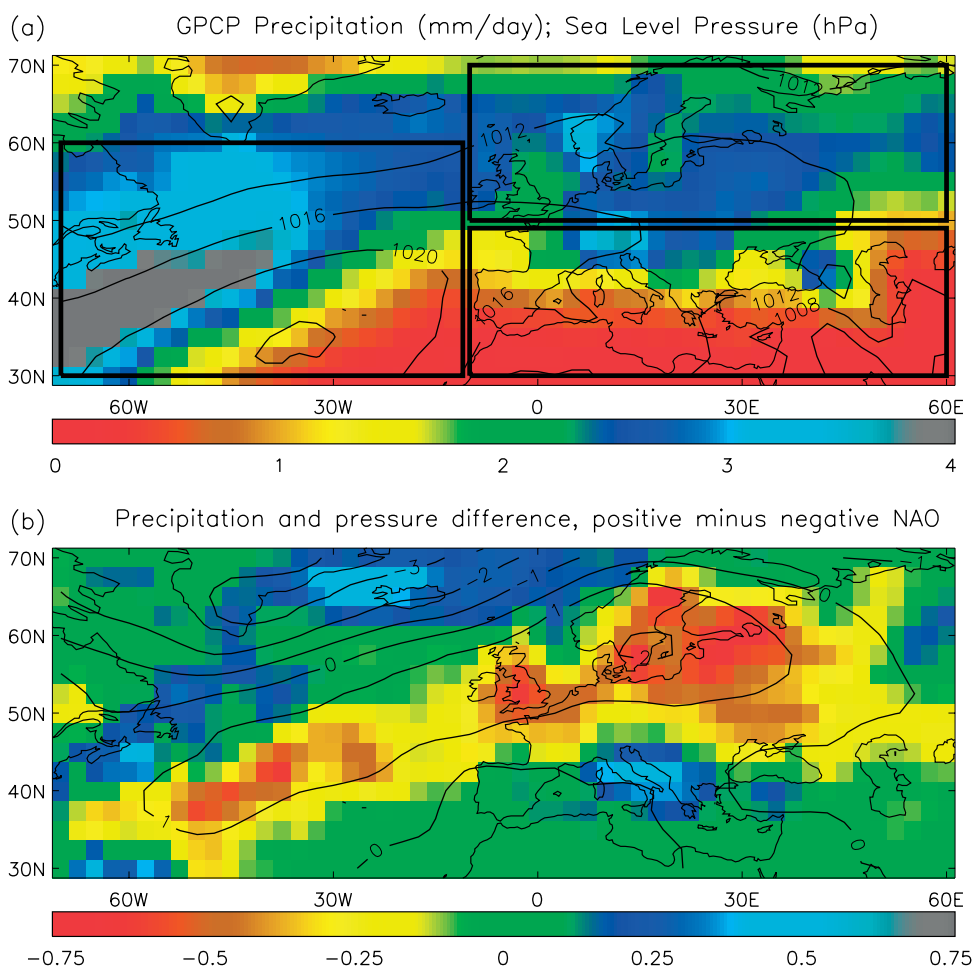 (a) GPCP Precipitation (mm/day); Sea Level Pressure (hPa)
70N
60N
50N
40N
30N
1012
1012
1016
1020
1016
1012
1008
60W 30W 0 30E 60E
0 1 2 3 4
(b) Precipitation and pressure difference, positive minus negative NAO
70N
60N
50N
40N
30N
-3
-2
-1
1
0
1
0
1
0
0
60W 30W 0 30E 60E
-0.75 -0.5 -0.25 0 0.25 0.5 0.75